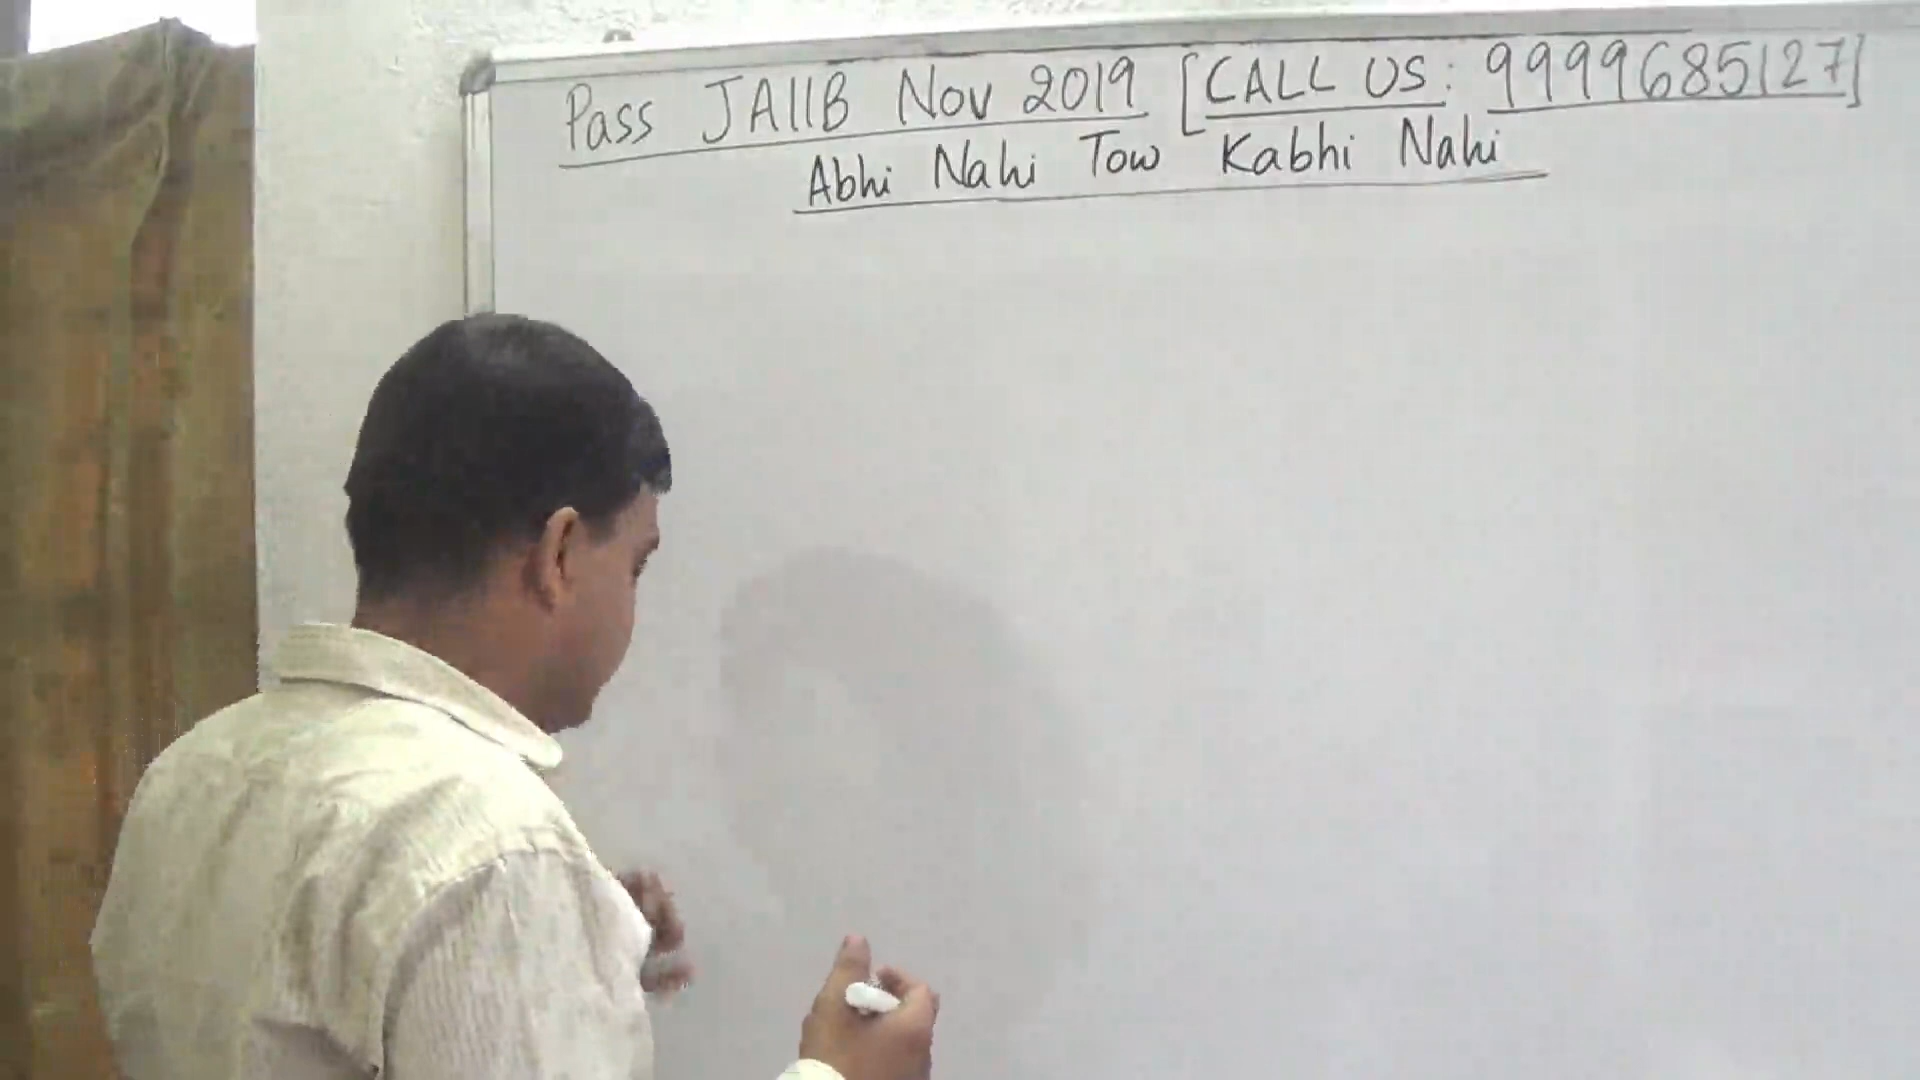 Pass JAIIB Nov 2019 [CALL US: 9999685127]
Abhi Nahi Tow Kabhi Nahi